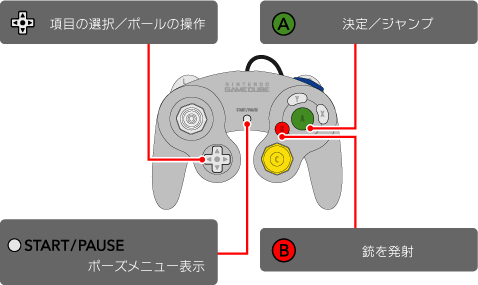 項目の選択／ポールの操作
A 決定／ジャンプ
L
NINTENDO
GAMECUBE
START/PAUSE
Y
X
A
C
START/PAUSE
ポーズメニュー表示
B 銃を発射